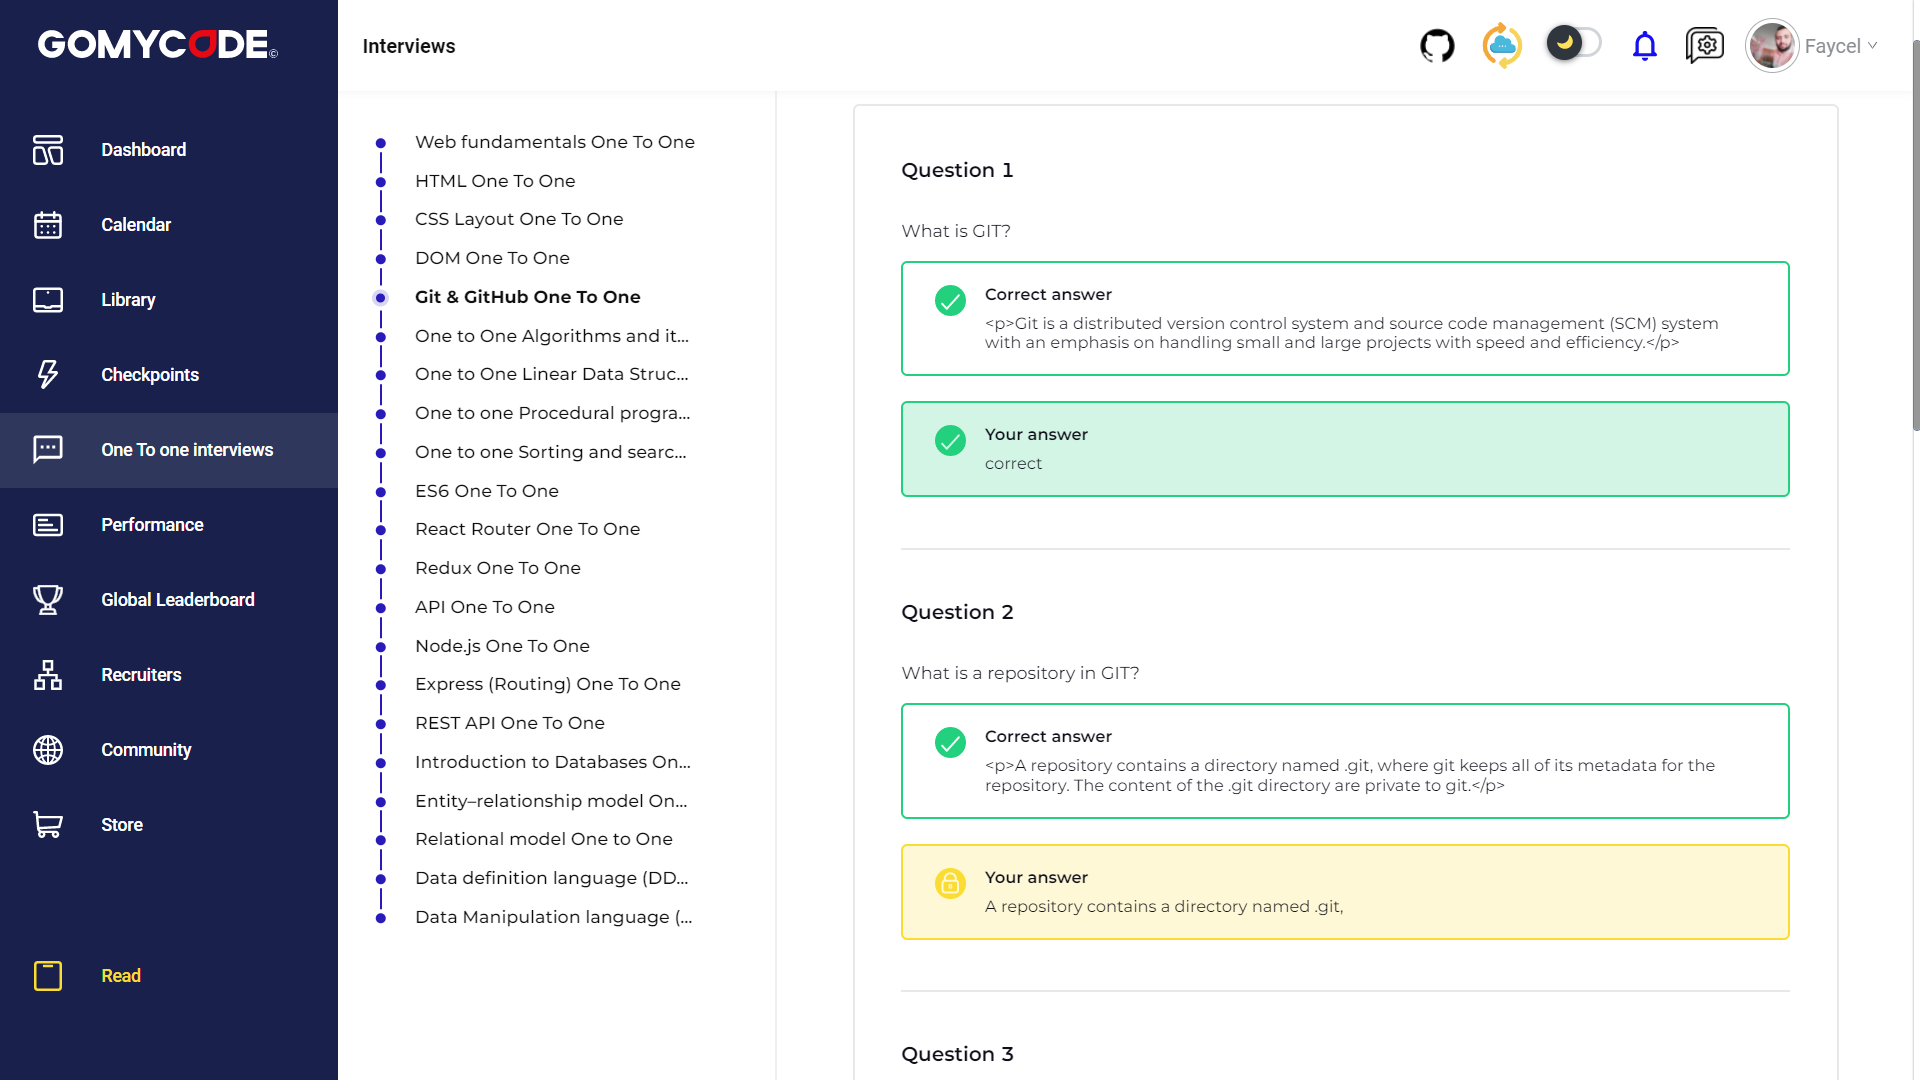 GOMYCODE©
Dashboard
Calendar
Library
Checkpoints
One To one interviews
Performance
Global Leaderboard
Recruiters
Community
Store
Read
Interviews
Faycel
Web fundamentals One To One
HTML One To One
CSS Layout One To One
DOM One To One
Git & GitHub One To One
One to One Algorithms and it...
One to One Linear Data Struc...
One to one Procedural progra...
One to one Sorting and searc...
ES6 One To One
React Router One To One
Redux One To One
API One To One
Node.js One To One
Express (Routing) One To One
REST API One To One
Introduction to Databases On...
Entity–relationship model On...
Relational model One to One
Data definition language (DD...
Data Manipulation language (...
Question 1
What is GIT?
Correct answer
<p>Git is a distributed version control system and source code management (SCM) system
with an emphasis on handling small and large projects with speed and efficiency.</p>
Your answer
correct
Question 2
What is a repository in GIT?
Correct answer
<p>A repository contains a directory named .git, where git keeps all of its metadata for the
repository. The content of the .git directory are private to git.</p>
Your answer
A repository contains a directory named .git,
Question 3